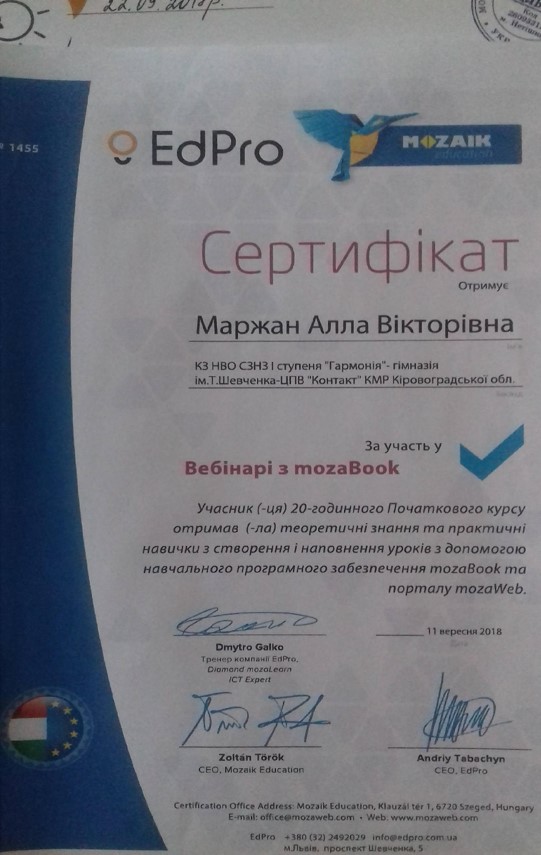 22.09.2018р.
1455
EdPro
MOZAIK
education
Сертифікат
Отримує
Маржан Алла Вікторівна
КЗ НВО СЗНЗ І ступеня "Гармонія"- гімназія
ім.Т.Шевченка-ЦПВ "Контакт" КМР Кіровоградської обл.
За участь у
Вебінарі з mozaBook
Учасник (-ця) 20-годинного Початкового курсу
отримав (-ла) теоретичні знання та практичні
навички з створення і наповнення уроків з допомогою
навчального програмного забезпечення mozaBook та
порталу mozaWeb.
11 вересня 2018
Dmytro Galko
Тренер компанії EdPro,
Diamond mozaLearn
ICT Expert
Zoltán Török
CEO, Mozaik Education
Andriy Tabachyn
CEO, EdPro
Certification Office Address: Mozaik Education, Klauzál tér 1, 6720 Szeged, Hungary
E-mail: office@mozaweb.com • Web: www.mozaweb.com
EdPro +380 (32) 2492029 info@edpro.com.ua
м.Львів, проспект Шевченка, 5